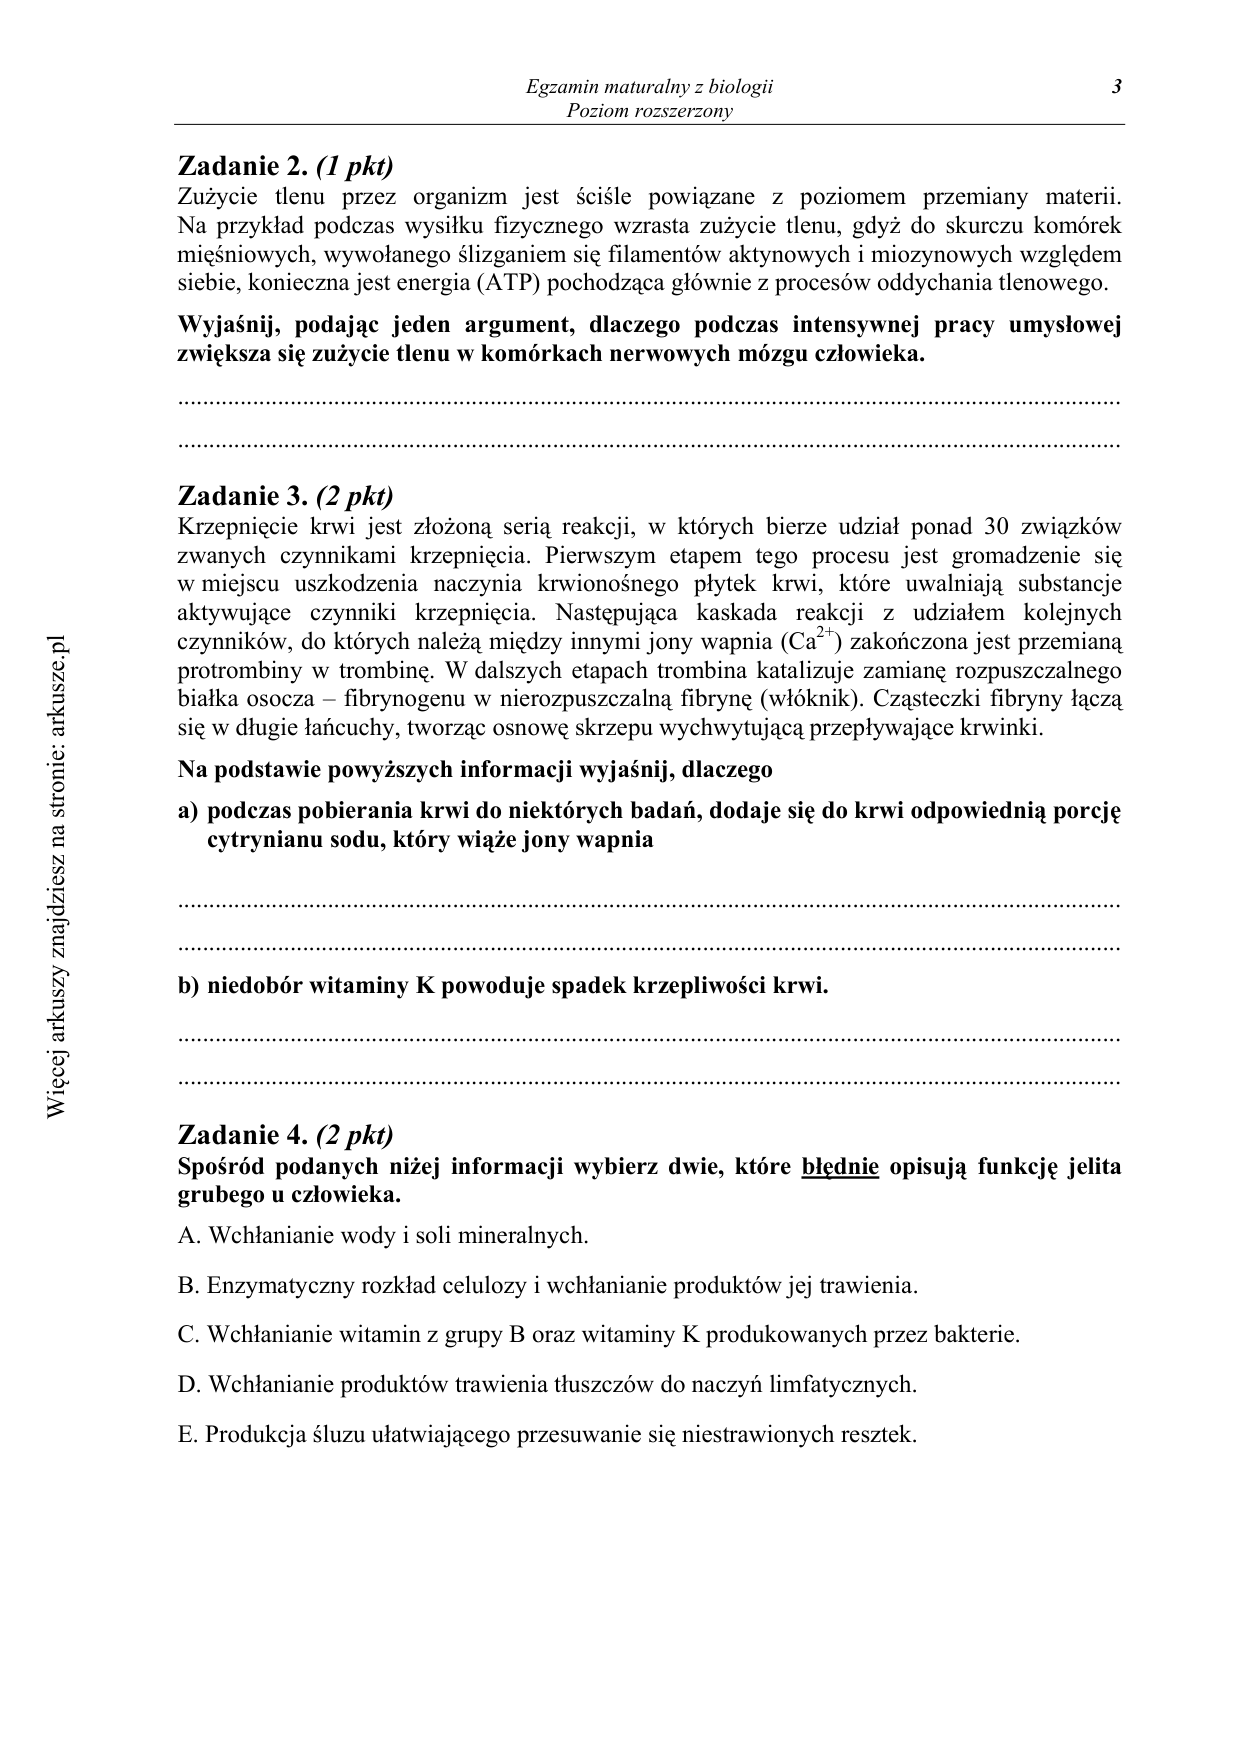 Egzamin maturalny z biologii 3
Poziom rozszerzony
Zadanie 2. (1 pkt)
Zużycie tlenu przez organizm jest ściśle powiązane z poziomem przemiany materii.
Na przykład podczas wysiłku fizycznego wzrasta zużycie tlenu, gdyż do skurczu komórek
mięśniowych, wywołanego ślizganiem się filamentów aktynowych i miozynowych względem
siebie, konieczna jest energia (ATP) pochodząca głównie z procesów oddychania tlenowego.
Wyjaśnij, podając jeden argument, dlaczego podczas intensywnej pracy umysłowej
zwiększa się zużycie tlenu w komórkach nerwowych mózgu człowieka.
Zadanie 3. (2 pkt)
Krzepnięcie krwi jest złożoną serią reakcji, w których bierze udział ponad 30 związków
zwanych czynnikami krzepnięcia. Pierwszym etapem tego procesu jest gromadzenie się
w miejscu uszkodzenia naczynia krwionośnego płytek krwi, które uwalniają substancje
aktywujące czynniki krzepnięcia. Następująca kaskada reakcji z udziałem kolejnych
czynników, do których należą między innymi jony wapnia (Ca2+) zakończona jest przemianą
protrombiny w trombinę. W dalszych etapach trombina katalizuje zamianę rozpuszczalnego
białka osocza – fibrynogenu w nierozpuszczalną fibrynę (włóknik). Cząsteczki fibryny łączą
się w długie łańcuchy, tworząc osnowę skrzepu wychwytującą przepływające krwinki.
Na podstawie powyższych informacji wyjaśnij, dlaczego
a) podczas pobierania krwi do niektórych badań, dodaje się do krwi odpowiednią porcję
cytrynianu sodu, który wiąże jony wapnia
b) niedobór witaminy K powoduje spadek krzepliwości krwi.
Zadanie 4. (2 pkt)
Spośród podanych niżej informacji wybierz dwie, które błędnie opisują funkcję jelita
grubego u człowieka.
A. Wchłanianie wody i soli mineralnych.
B. Enzymatyczny rozkład celulozy i wchłanianie produktów jej trawienia.
C. Wchłanianie witamin z grupy B oraz witaminy K produkowanych przez bakterie.
D. Wchłanianie produktów trawienia tłuszczów do naczyń limfatycznych.
E. Produkcja śluzu ułatwiającego przesuwanie się niestrawionych resztek.
Więcej arkuszy znajdziesz na stronie: arkusze.pl